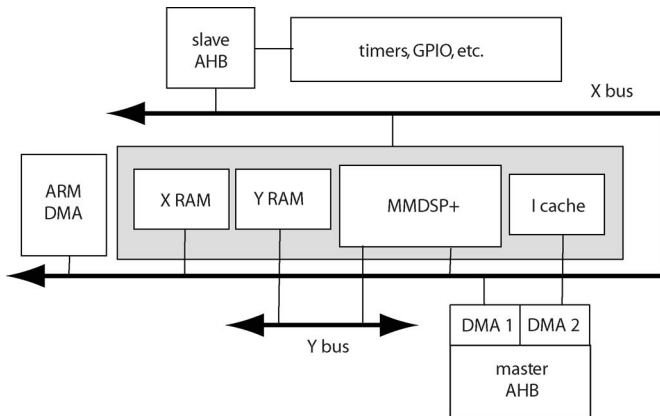 slave
AHB
timers, GPIO, etc.
X bus
ARM
DMA
X RAM
Y RAM
MMDSP+
I cache
DMA 1
DMA 2
Y bus
master
AHB